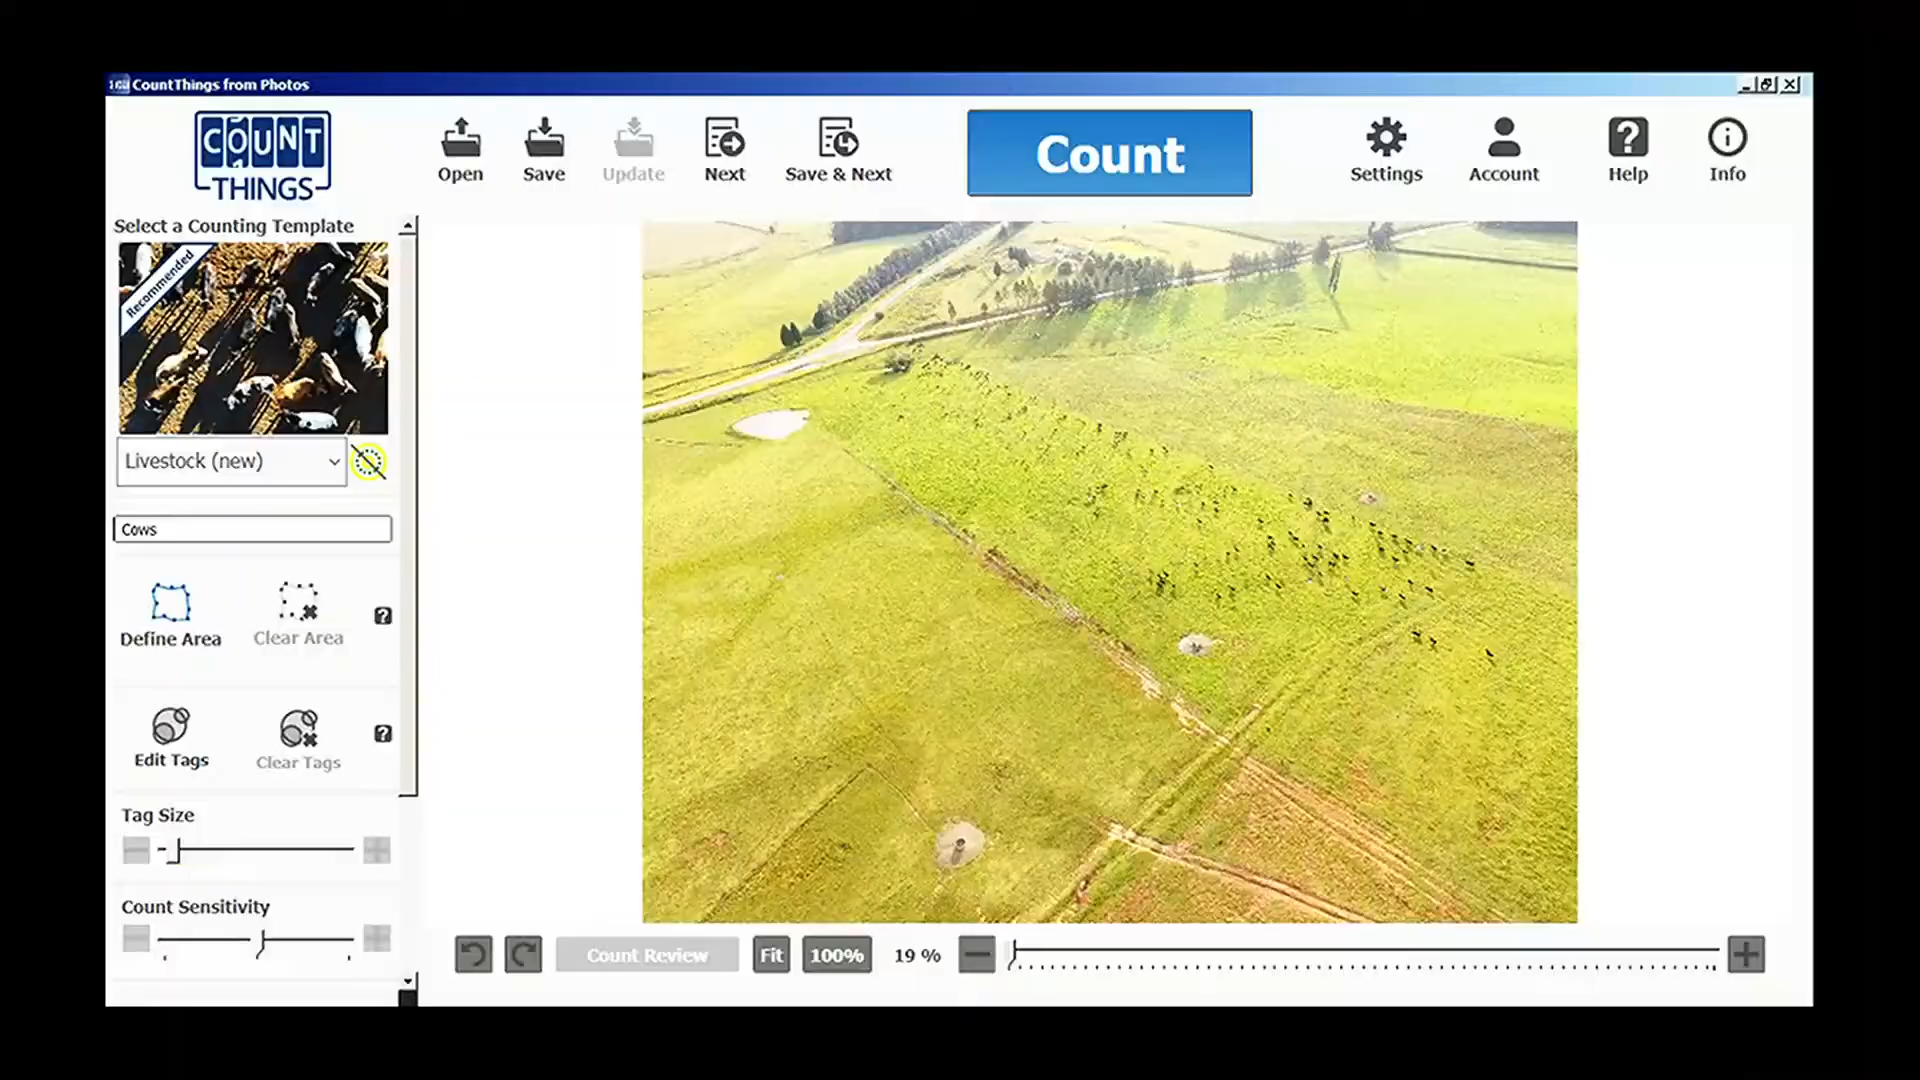 CountThings from Photos
COUNT
THINGS
Open
Save
Update
Next
Save & Next
Count
Settings
Account
Help
Info
Select a Counting Template
Recommended
Livestock (new)
Cows
Define Area
Clear Area
?
Edit Tags
Clear Tags
?
Tag Size
Count Sensitivity
Count Review
Fit
100%
19 %